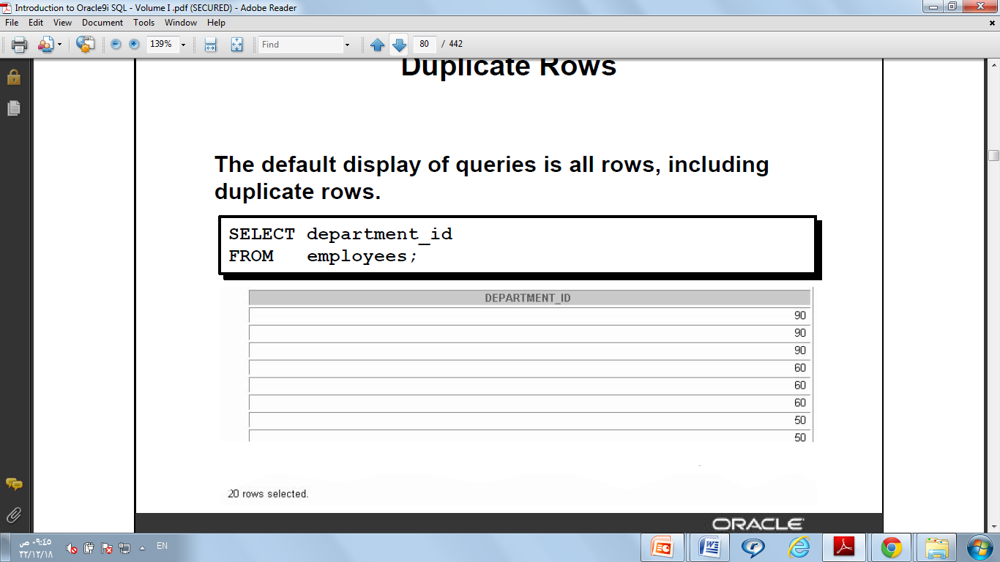 Introduction to Oracle9i SQL - Volume I .pdf (SECURED) - Adobe Reader
File Edit View Document Tools Window Help
139% Find 80 / 442
Duplicate Rows
The default display of queries is all rows, including
duplicate rows.
SELECT department_id
FROM employees;
DEPARTMENT_ID
90
90
90
60
60
60
50
50
20 rows selected.
ORACLE
٠٩:٤٥ ص
EN
٣٢/١٢/١٨